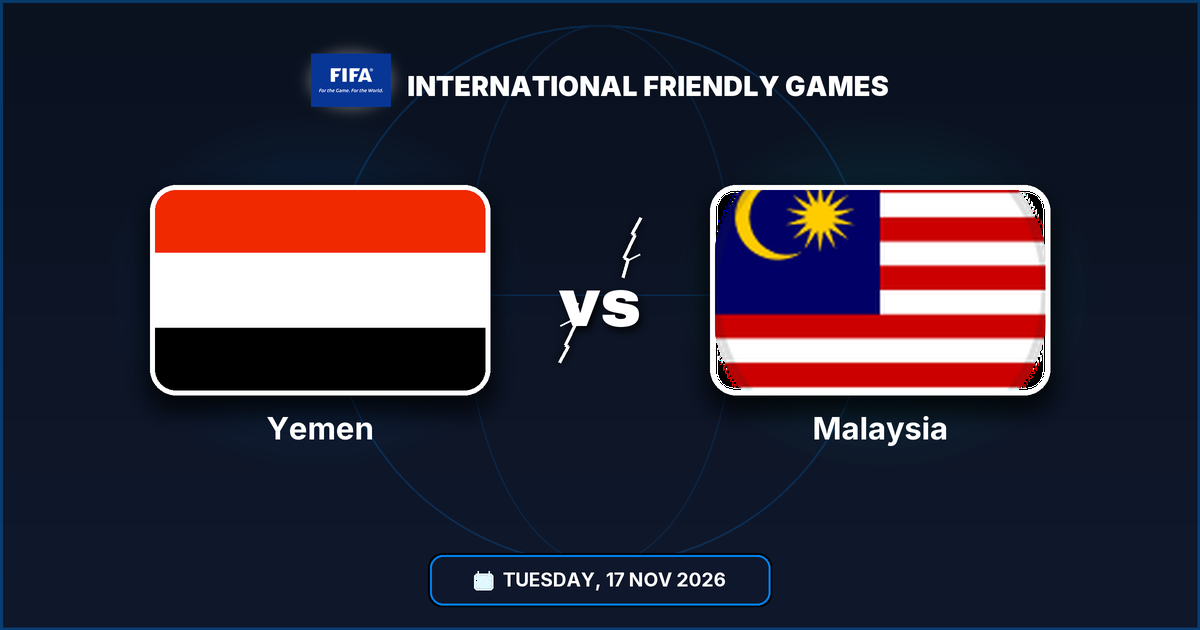 FIFA®
For the Game. For the World.
INTERNATIONAL FRIENDLY GAMES
vs
Yemen
Malaysia
TUESDAY, 17 NOV 2026